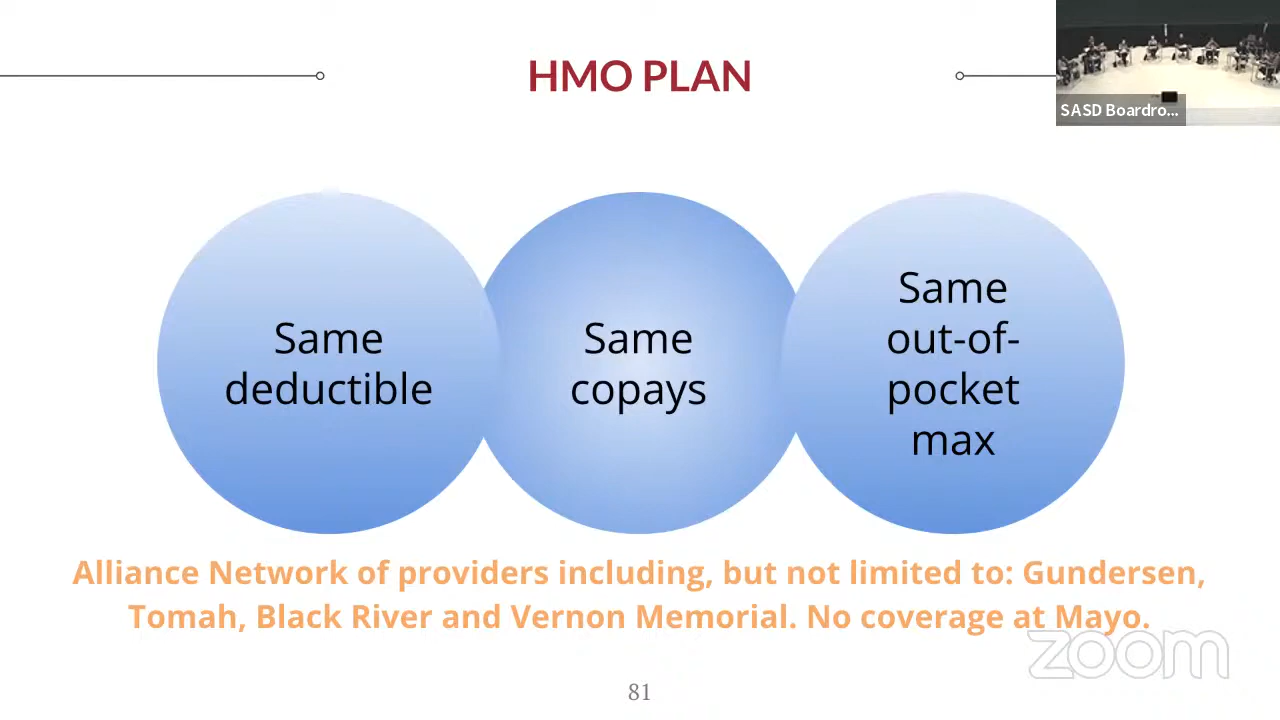 HMO PLAN
SASD Boardro...
Same
deductible
Same
copays
Same
out-of-
pocket
max
Alliance Network of providers including, but not limited to: Gundersen,
Tomah, Black River and Vernon Memorial. No coverage at Mayo.
zoom
81